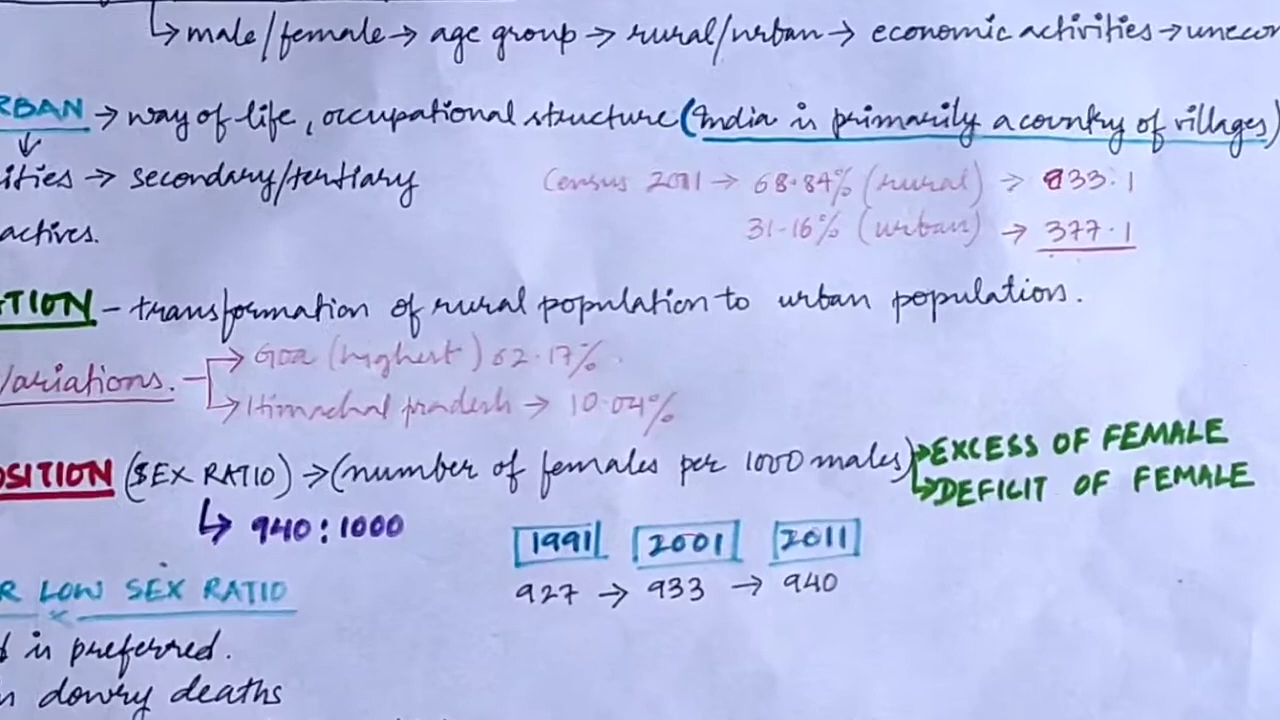 ↳ male/female → age group → rural/urban → economic activities → unecon
RBAN → way of life, occupational structure (India is primarily a country of villages)
↓
ities → secondary/tertiary
Census 2011 → 68.84% (rural) → 833.1
actives.
31.16% (urban) → 377.1
TION - transformation of rural population to urban population.
Variations. → Goa (highest) 62.17%
→ Himachal pradesh → 10.04%
OSITION (SEX RATIO) → (number of females per 1000 males) → EXCESS OF FEMALE
→ DEFICIT OF FEMALE
↳ 940:1000
1991 2001 2011
927 → 933 → 940
R LOW SEX RATIO
is preferred.
n dowry deaths